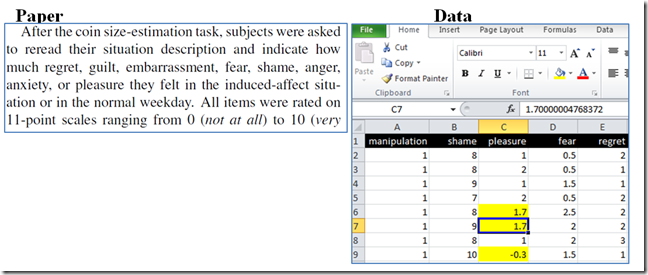 Paper
After the coin size-estimation task, subjects were asked
to reread their situation description and indicate how
much regret, guilt, embarrassment, fear, shame, anger,
anxiety, or pleasure they felt in the induced-affect situ-
ation or in the normal weekday. All items were rated on
11-point scales ranging from 0 (not at all) to 10 (very
Data
File Home Insert Page Layout Formulas Data
Paste
Cut
Copy
Format Painter
Clipboard
Calibri 11 A A
B I U A
Font
C7 fx 1.70000004768372
A B C D E
1 manipulation shame pleasure fear regret
2 1 8 1 0.5 2
3 1 8 2 0.5 1
4 1 9 1 1.5 1
5 1 7 2 0.5 2
6 1 8 1.7 2.5 2
7 1 9 1.7 2 2
8 1 8 1 2 3
9 1 10 -0.3 1.5 1